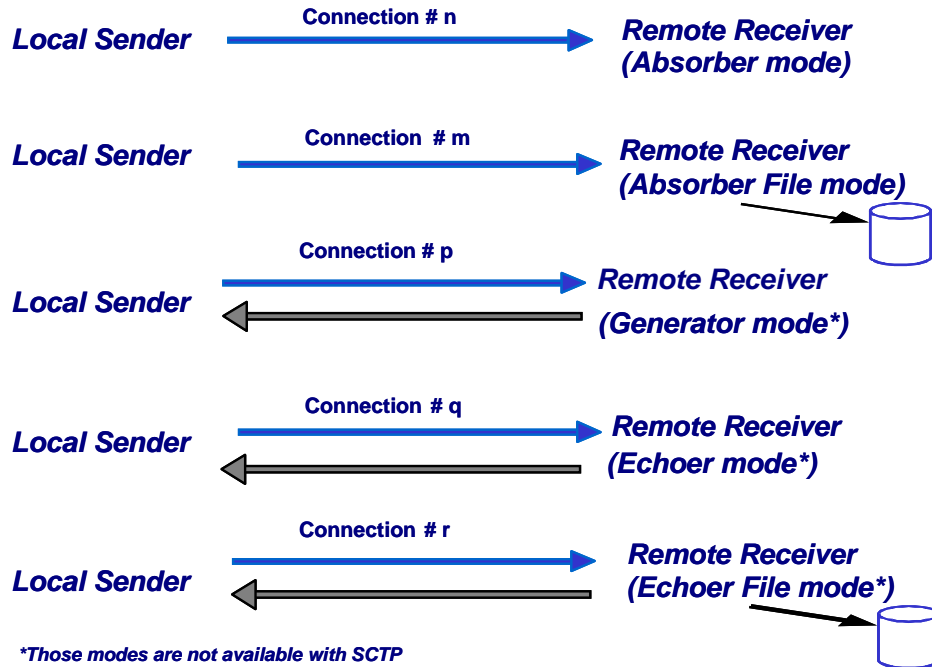 Connection # n
Local Sender
Remote Receiver
(Absorber mode)
Connection # m
Local Sender
Remote Receiver
(Absorber File mode)
Connection # p
Local Sender
Remote Receiver
(Generator mode*)
Connection # q
Local Sender
Remote Receiver
(Echoer mode*)
Connection # r
Local Sender
Remote Receiver
(Echoer File mode*)
*Those modes are not available with SCTP